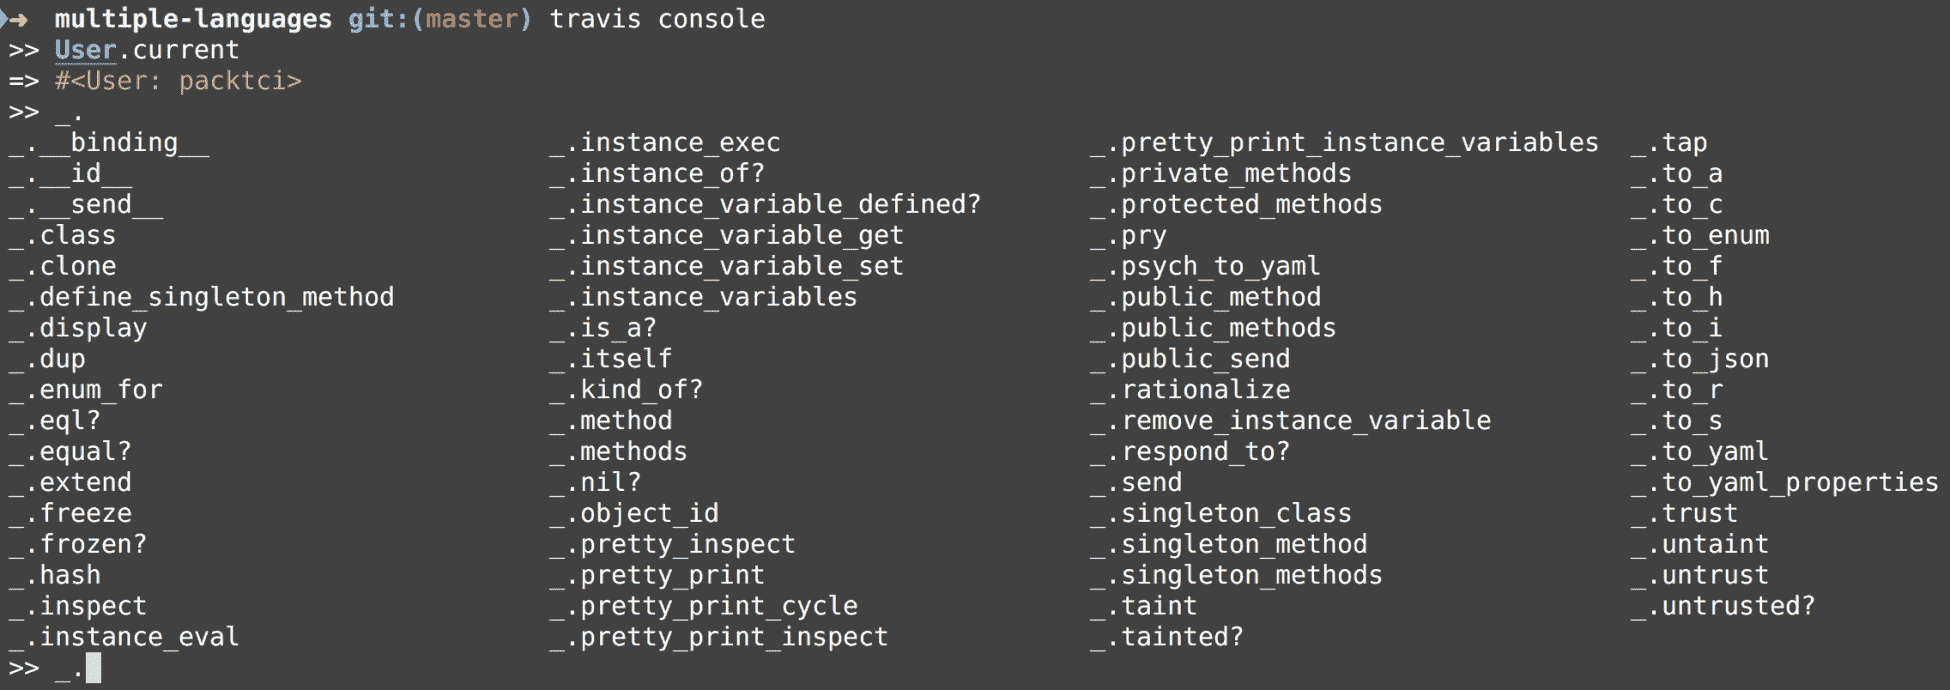 ➜ multiple-languages git:(master) travis console
>> User.current
=> #<User: packtci>
>> _.
_.__binding__ _.instance_exec _.pretty_print_instance_variables _.tap
_.__id__ _.instance_of? _.private_methods _.to_a
_.__send__ _.instance_variable_defined? _.protected_methods _.to_c
_.class _.instance_variable_get _.pry _.to_enum
_.clone _.instance_variable_set _.psych_to_yaml _.to_f
_.define_singleton_method _.instance_variables _.public_method _.to_h
_.display _.is_a? _.public_methods _.to_i
_.dup _.itself _.public_send _.to_json
_.enum_for _.kind_of? _.rationalize _.to_r
_.eql? _.method _.remove_instance_variable _.to_s
_.equal? _.methods _.respond_to? _.to_yaml
_.extend _.nil? _.send _.to_yaml_properties
_.freeze _.object_id _.singleton_class _.trust
_.frozen? _.pretty_inspect _.singleton_method _.untaint
_.hash _.pretty_print _.singleton_methods _.untrust
_.inspect _.pretty_print_cycle _.taint _.untrusted?
_.instance_eval _.pretty_print_inspect _.tainted?
>> _.